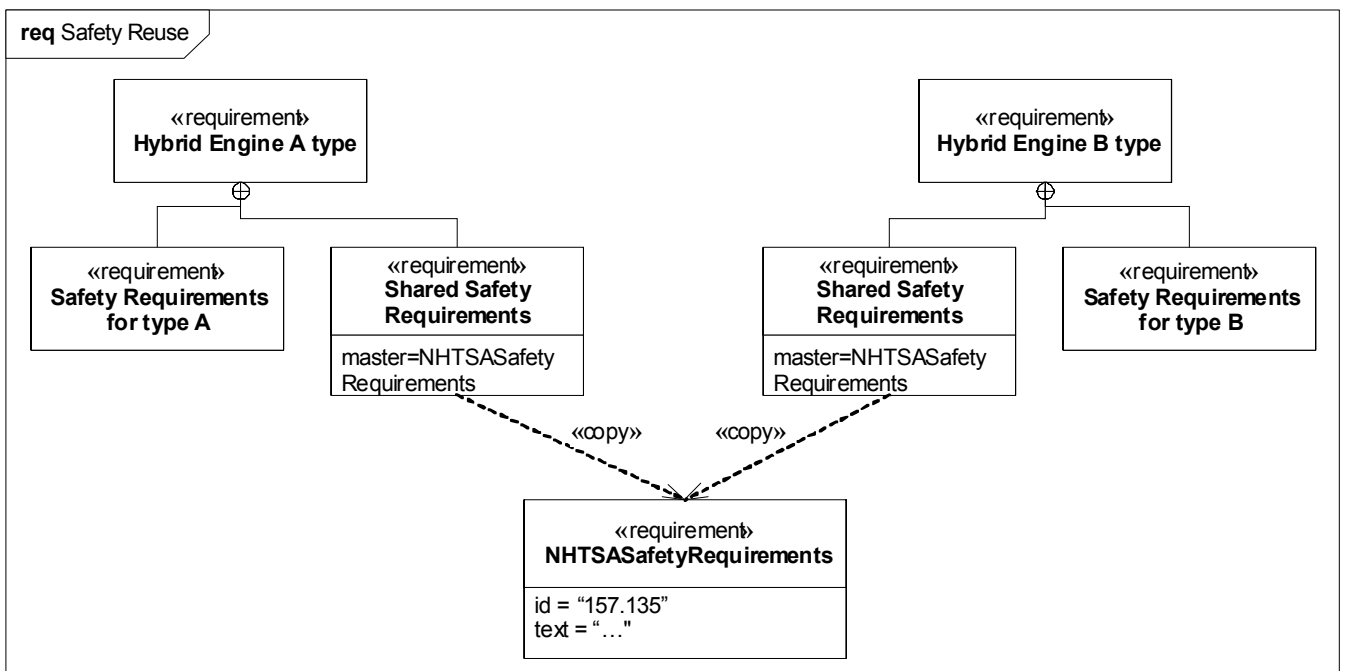 req Safety Reuse
«requirement»
Hybrid Engine A type
«requirement»
Hybrid Engine B type
«requirement»
Safety Requirements
for type A
«requirement»
Shared Safety
Requirements
master=NHTSASafety
Requirements
«requirement»
Shared Safety
Requirements
master=NHTSASafety
Requirements
«requirement»
Safety Requirements
for type B
«copy»
«copy»
«requirement»
NHTSASafetyRequirements
id = “157.135”
text = “…"